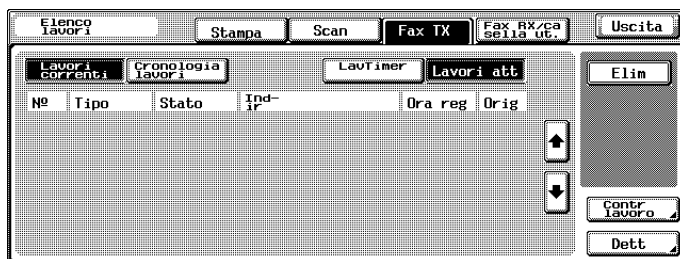 Elenco
lavori
Stampa
Scan
Fax TX
Fax RX/ca
sella ut.
Uscita
Lavori
correnti
Cronologia
lavori
LavTimer
Lavori att
Elim
Nº Tipo Stato Ind-
ir Ora reg Orig
Contr
lavoro
Dett